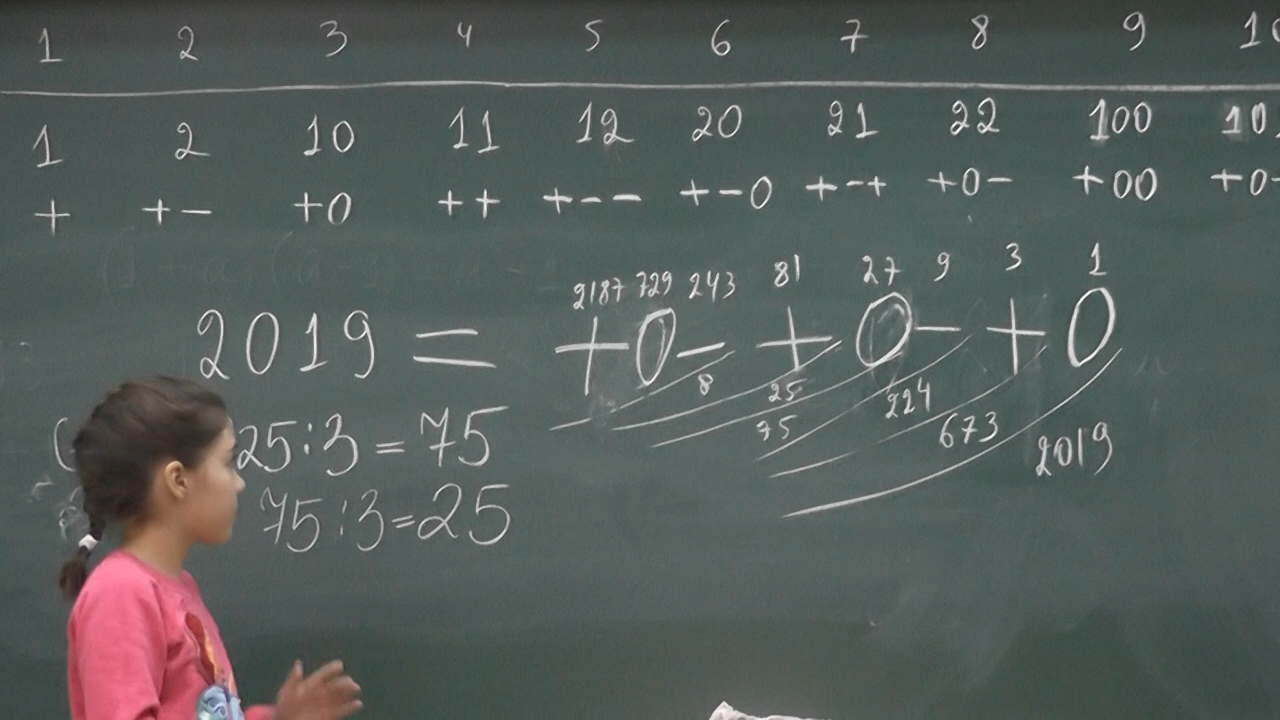 1 2 3 4 5 6 7 8 9 10
1 2 10 11 12 20 21 22 100 10
+ +- +0 ++ +-- +-0 +-+ +0- +00 +0-
2187 729 243 81 27 9 3 1
2019 = +0-+0-+0
8 25 224
75 673 2019
25:3=75
75:3=25